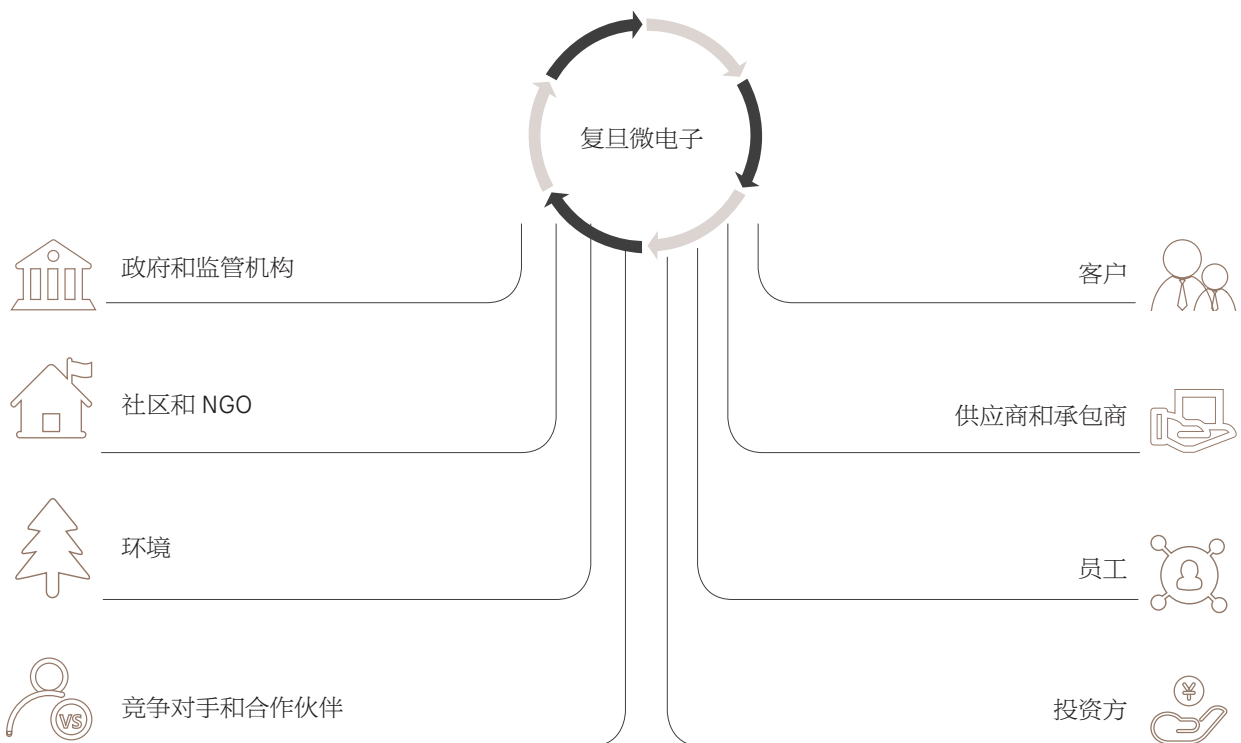 复旦微电子
政府和监管机构
客户
社区和 NGO
供应商和承包商
环境
员工
竞争对手和合作伙伴
VS
投资方
¥